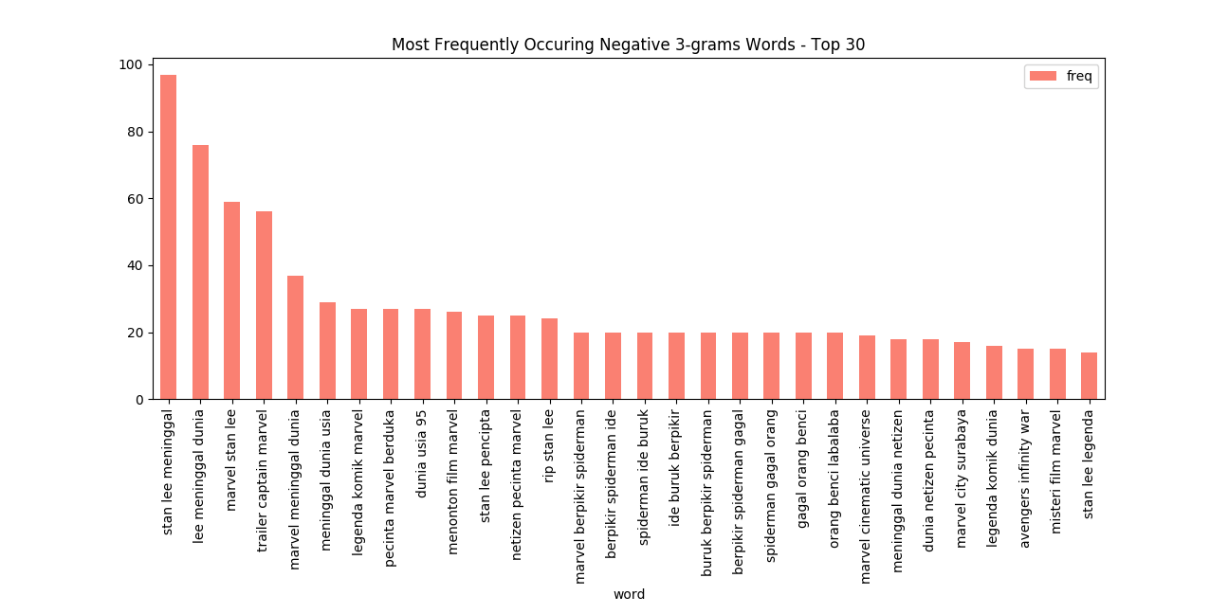 Most Frequently Occuring Negative 3-grams Words - Top 30
freq
100
80
60
40
20
0
stan lee meninggal
lee meninggal dunia
marvel stan lee
trailer captain marvel
marvel meninggal dunia
meninggal dunia usia
legenda komik marvel
pecinta marvel berduka
dunia usia 95
menonton film marvel
stan lee pencipta
netizen pecinta marvel
rip stan lee
marvel berpikir spiderman
berpikir spiderman ide
spiderman ide buruk
ide buruk berpikir
buruk berpikir spiderman
berpikir spiderman gagal
spiderman gagal orang
gagal orang benci
orang benci labalaba
marvel cinematic universe
meninggal dunia netizen
dunia netizen pecinta
marvel city surabaya
legenda komik dunia
avengers infinity war
misteri film marvel
stan lee legenda
word